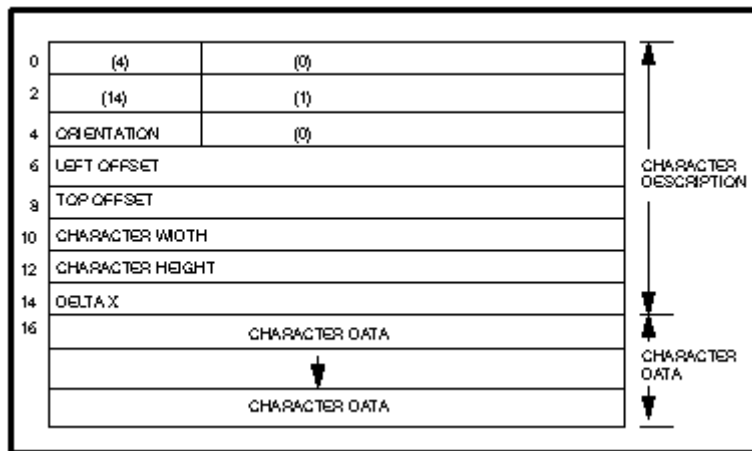 0 (4) (0)
2 (14) (1)
4 ORIENTATION (0)
6 LEFT OFFSET
8 TOP OFFSET
10 CHARACTER WIDTH
12 CHARACTER HEIGHT
14 DELTA X
16 CHARACTER DATA
CHARACTER DATA
CHARACTER
DESCRIPTION
CHARACTER
DATA